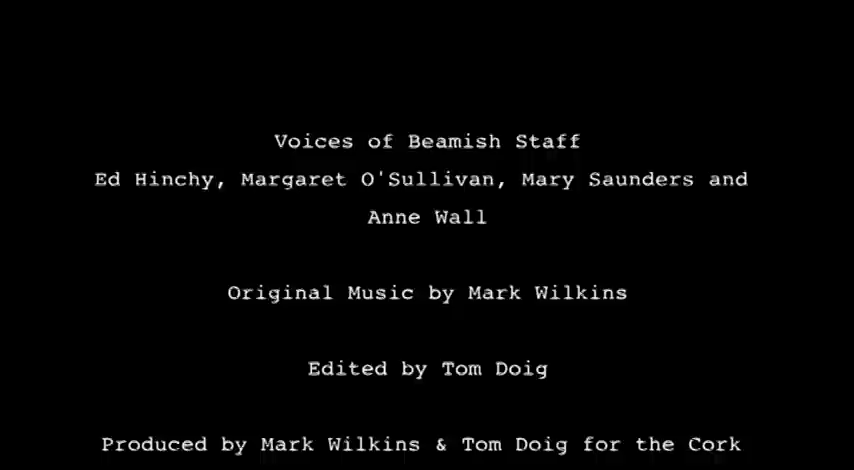 Voices of Beamish Staff
Ed Hinchy, Margaret O'Sullivan, Mary Saunders and
Anne Wall
Original Music by Mark Wilkins
Edited by Tom Doig
Produced by Mark Wilkins & Tom Doig for the Cork